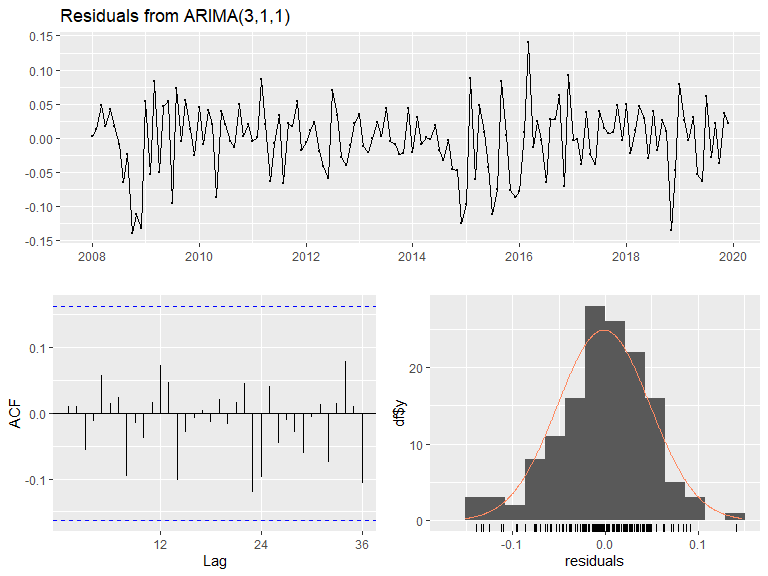 Residuals from ARIMA(3,1,1)
0.15
0.10
0.05
0.00
-0.05
-0.10
-0.15
2008 2010 2012 2014 2016 2018 2020
ACF
0.1
0.0
-0.1
12 24 36
Lag
df$y
20
10
0
-0.1 0.0 0.1
residuals